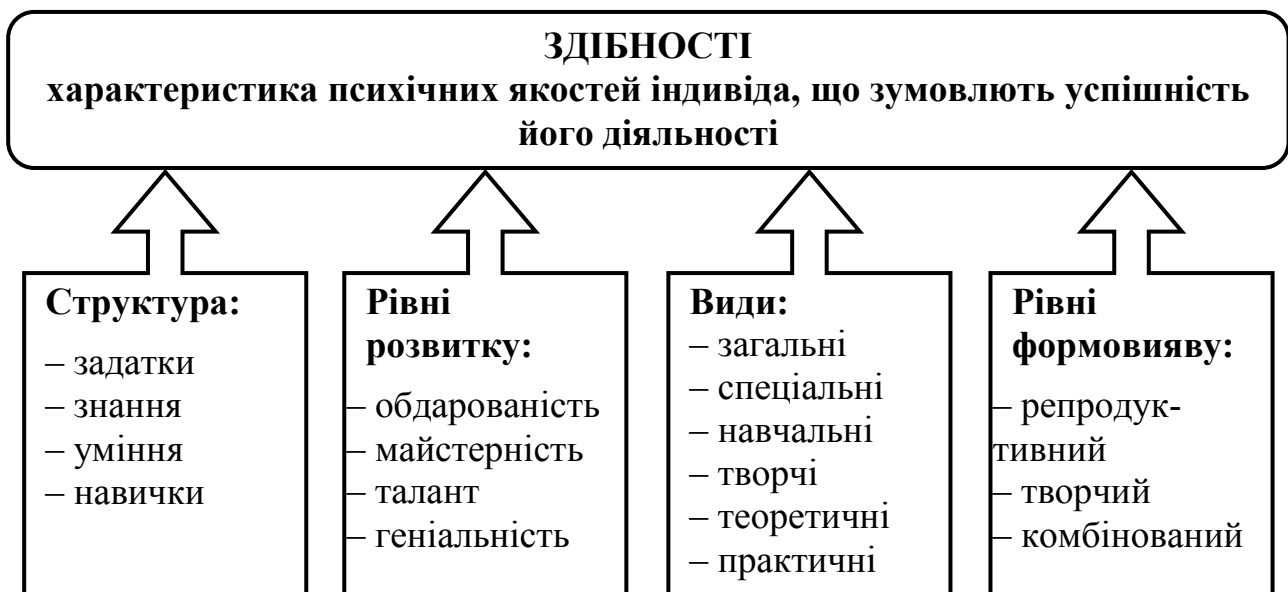 ЗДІБНОСТІ
характеристика психічних якостей індивіда, що зумовлють успішність
його діяльності
Структура:
– задатки
– знання
– уміння
– навички
Рівні
розвитку:
– обдарованість
– майстерність
– талант
– геніальність
Види:
– загальні
– спеціальні
– навчальні
– творчі
– теоретичні
– практичні
Рівні
формовияву:
– репродук-
тивний
– творчий
– комбінований